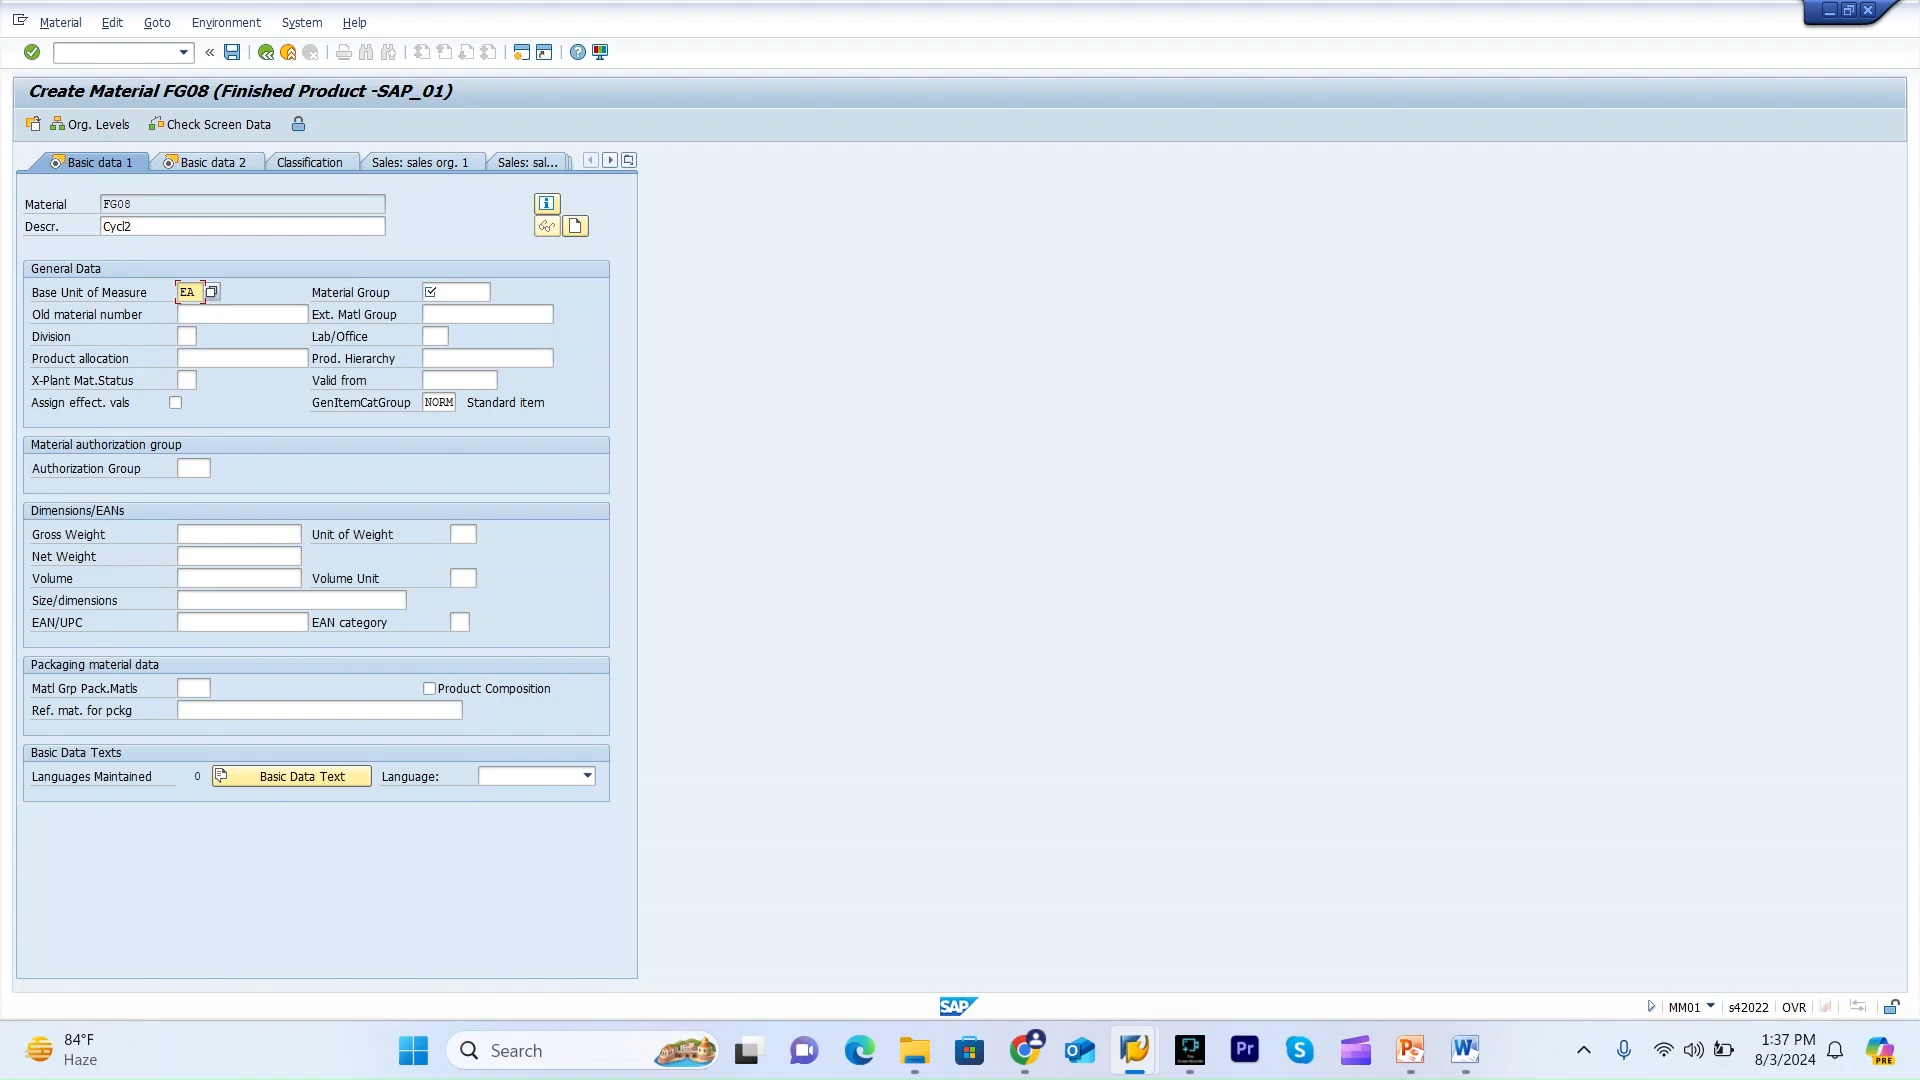 Material Edit Goto Environment System Help
Create Material FG08 (Finished Product -SAP_01)
Org. Levels Check Screen Data
Basic data 1 Basic data 2 Classification Sales: sales org. 1 Sales: sal...
Material FG08
Descr. Cycl2
General Data
Base Unit of Measure EA Material Group
Old material number Ext. Matl Group
Division Lab/Office
Product allocation Prod. Hierarchy
X-Plant Mat.Status Valid from
Assign effect. vals GenItemCatGroup NORM Standard item
Material authorization group
Authorization Group
Dimensions/EANs
Gross Weight Unit of Weight
Net Weight
Volume Volume Unit
Size/dimensions
EAN/UPC EAN category
Packaging material data
Matl Grp Pack.Matls Product Composition
Ref. mat. for pckg
Basic Data Texts
Languages Maintained 0 Basic Data Text Language:
SAP MM01 s42022 OVR
84°F
Haze
Search
Pr
1:37 PM
8/3/2024
PRE